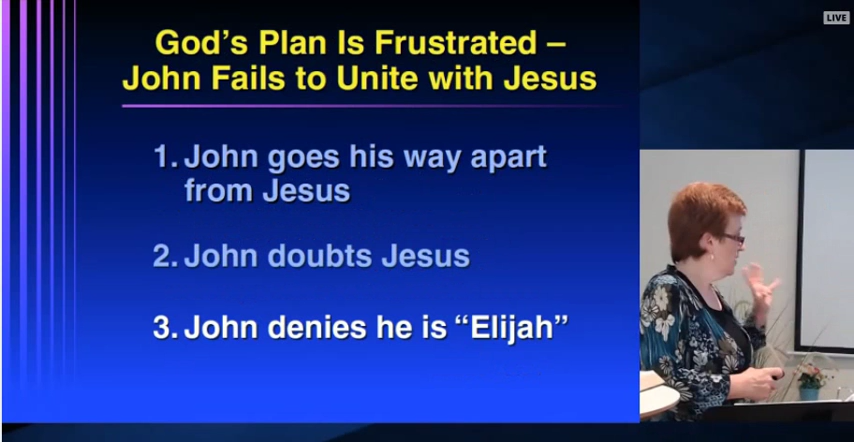 LIVE
God's Plan Is Frustrated –
John Fails to Unite with Jesus
1. John goes his way apart
from Jesus
2. John doubts Jesus
3. John denies he is “Elijah”